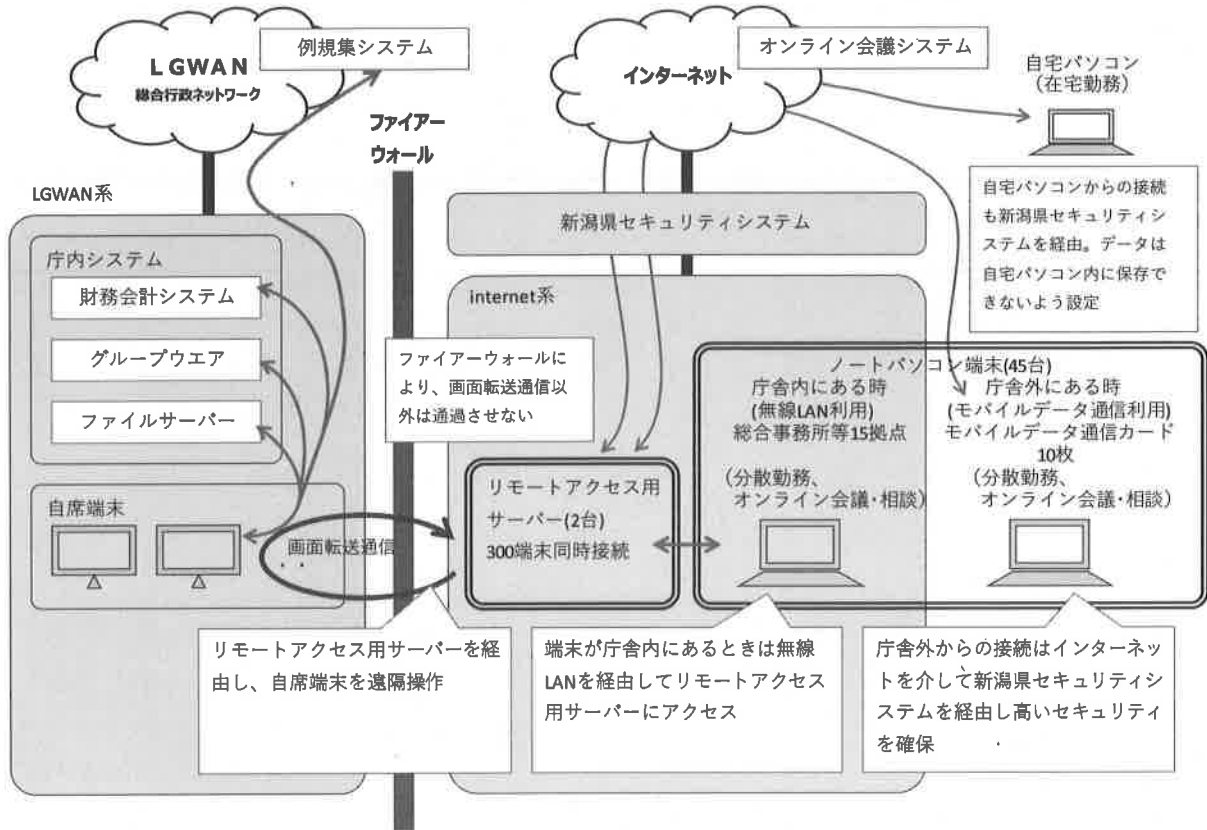 例規集システム
LGWAN
総合行政ネットワーク
オンライン会議システム
インターネット
自宅パソコン
（在宅勤務）
ファイアー
ウォール
LGWAN系
自宅パソコンからの接続
も新潟県セキュリティシ
ステムを経由。データは
自宅パソコン内に保存で
きないよう設定
新潟県セキュリティシステム
庁内システム
財務会計システム
グループウエア
ファイルサーバー
internet系
ファイアーウォールに
より、画面転送通信以
外は通過させない
ノートパソコン端末(45台)
庁舎内にある時
(無線LAN利用)
総合事務所等15拠点
（分散勤務、
オンライン会議･相談）
庁舎外にある時
(モバイルデータ通信利用)
モバイルデータ通信カード
10枚
（分散勤務、
オンライン会議･相談）
リモートアクセス用
サーバー(2台)
300端末同時接続
自席端末
画面転送通信
リモートアクセス用サーバーを経
由し、自席端末を遠隔操作
端末が庁舎内にあるときは無線
LANを経由してリモートアクセス
用サーバーにアクセス
庁舎外からの接続はインターネッ
トを介して新潟県セキュリティシ
ステムを経由し高いセキュリティ
を確保